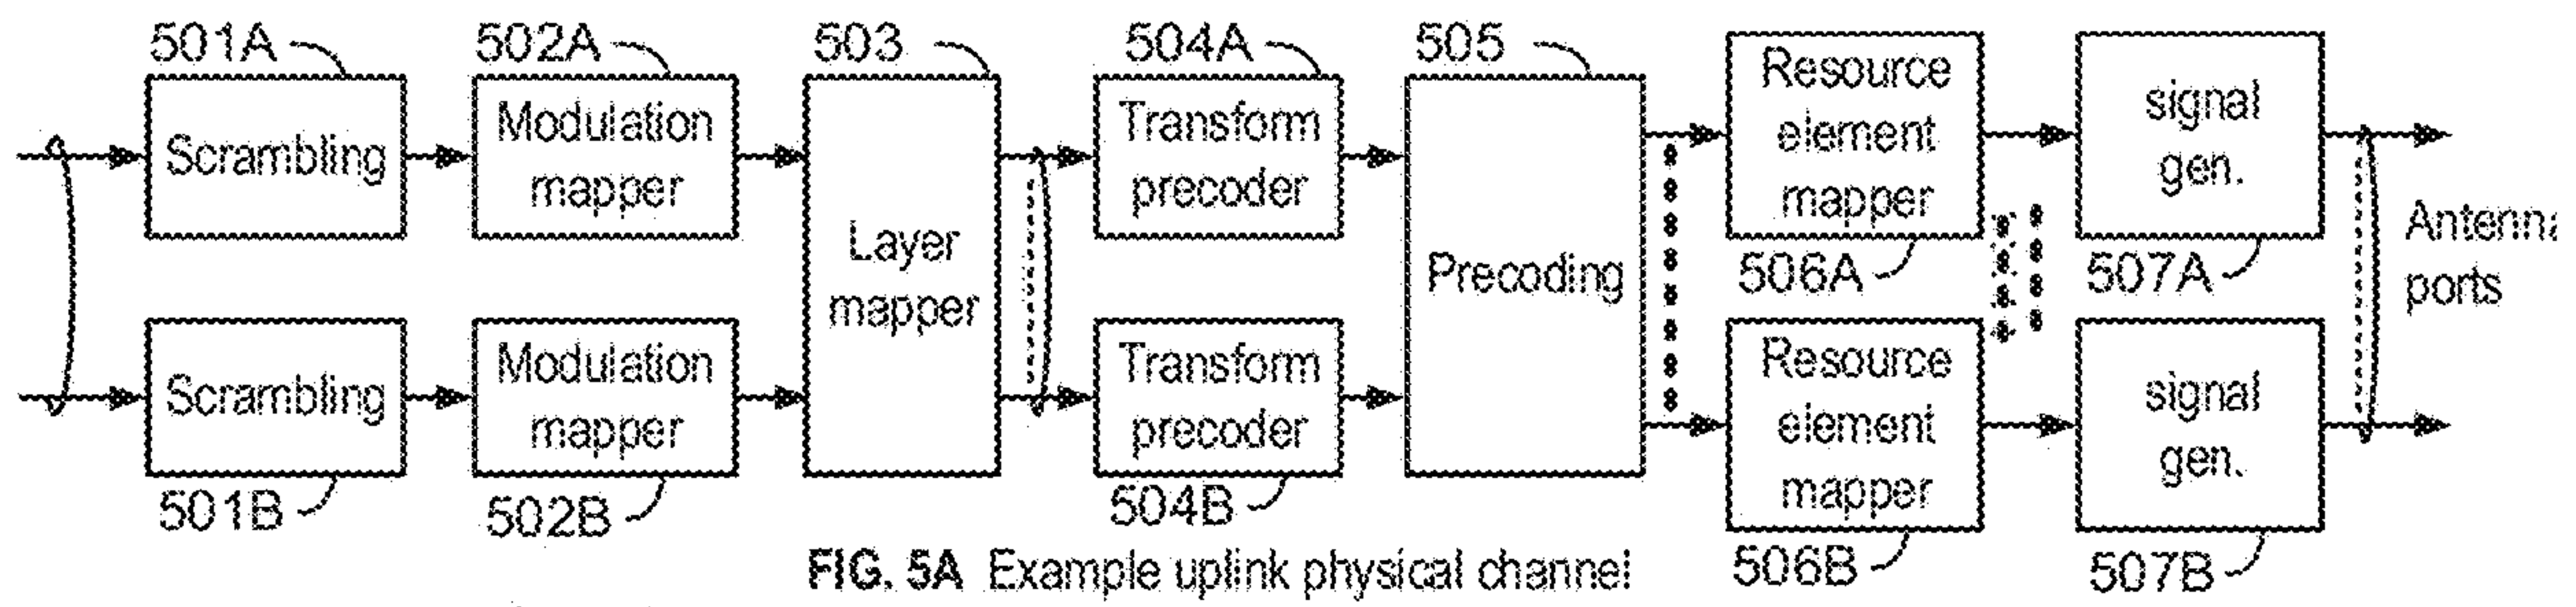 501A 502A 503 504A 505
Scrambling
Modulation
mapper
Layer
mapper
Transform
precoder
Precoding
Resource
element
mapper
506A
signal
gen.
507A
Antenna
ports
Scrambling
501B
Modulation
mapper
502B
Transform
precoder
504B
Resource
element
mapper
506B
signal
gen.
507B
FIG. 5A Example uplink physical channel